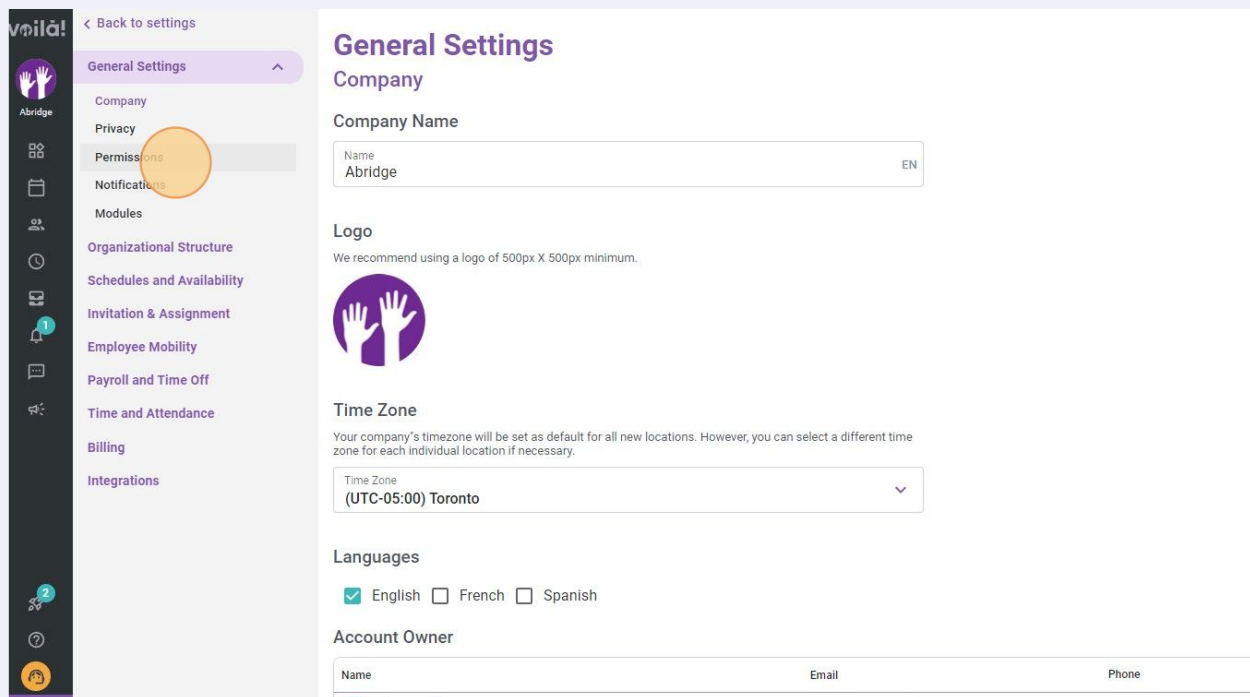 voilà!
Abridge
1
2
Back to settings
General Settings
Company
Privacy
Permissions
Notifications
Modules
Organizational Structure
Schedules and Availability
Invitation & Assignment
Employee Mobility
Payroll and Time Off
Time and Attendance
Billing
Integrations
General Settings
Company
Company Name
Name
Abridge
EN
Logo
We recommend using a logo of 500px X 500px minimum.
Time Zone
Your company"s timezone will be set as default for all new locations. However, you can select a different time
zone for each individual location if necessary.
Time Zone
(UTC-05:00) Toronto
Languages
English French Spanish
Account Owner
Name Email Phone